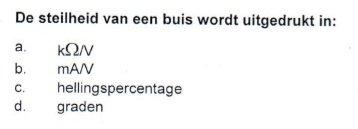 De steilheid van een buis wordt uitgedrukt in:
a. kΩ/V
b. mA/V
c. hellingspercentage
d. graden